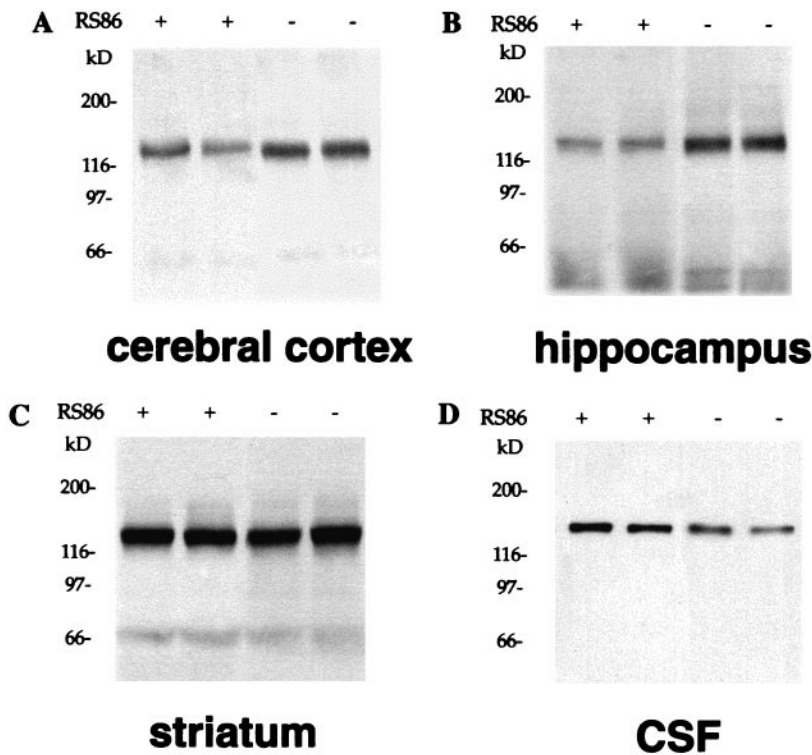 A RS86 + + - -
kD
200-
116-
97-
66-
cerebral cortex
B RS86 + + - -
kD
200-
116-
97-
66-
hippocampus
C RS86 + + - -
kD
200-
116-
97-
66-
striatum
D RS86 + + - -
kD
200-
116-
97-
66-
CSF